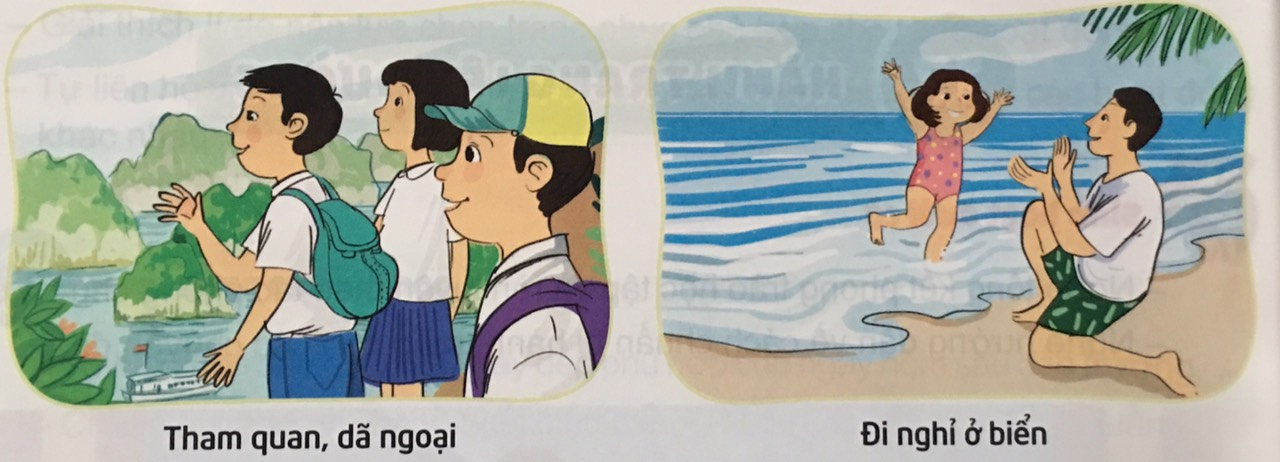 Tham quan, dã ngoại
Đi nghỉ ở biển